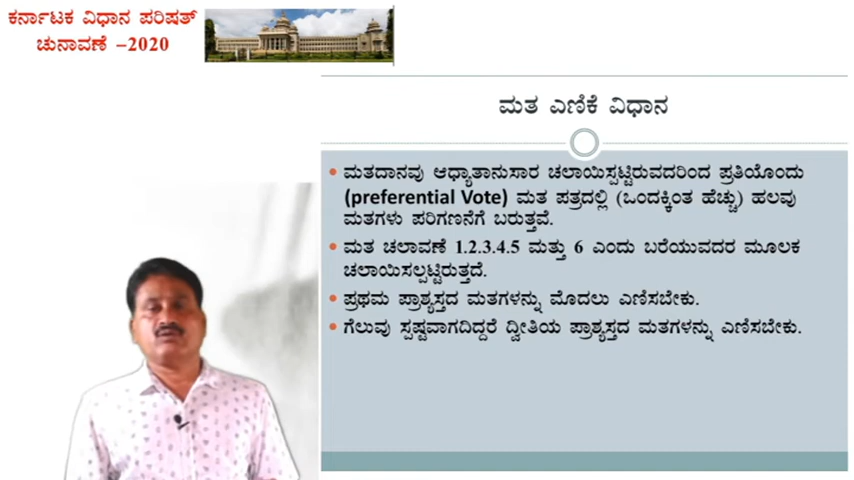 ಕರ್ನಾಟಕ ವಿಧಾನ ಪರಿಷತ್
ಚುನಾವಣೆ –2020
ಮತ ಎಣಿಕೆ ವಿಧಾನ
ಮತದಾನವು ಆಧ್ಯಾತಾನುಸಾರ ಚಲಾಯಿಸ್ಪಟ್ಟಿರುವದರಿಂದ ಪ್ರತಿಯೊಂದು
(preferential Vote) ಮತ ಪತ್ರದಲ್ಲಿ (ಒಂದಕ್ಕಿಂತ ಹೆಚ್ಚು) ಹಲವು
ಮತಗಳು ಪರಿಗಣನೆಗೆ ಬರುತ್ತವೆ.
ಮತ ಚಲಾವಣೆ 1.2.3.4.5 ಮತ್ತು 6 ಎಂದು ಬರೆಯುವದರ ಮೂಲಕ
ಚಲಾಯಿಸಲ್ಪಟ್ಟಿರುತ್ತದೆ.
ಪ್ರಥಮ ಪ್ರಾಶ್ಯಸ್ತದ ಮತಗಳನ್ನು ಮೊದಲು ಎಣಿಸಬೇಕು.
ಗೆಲುವು ಸ್ಪಷ್ಟವಾಗದಿದ್ದರೆ ದ್ವೀತಿಯ ಪ್ರಾಶ್ಯಸ್ತದ ಮತಗಳನ್ನು ಎಣಿಸಬೇಕು.